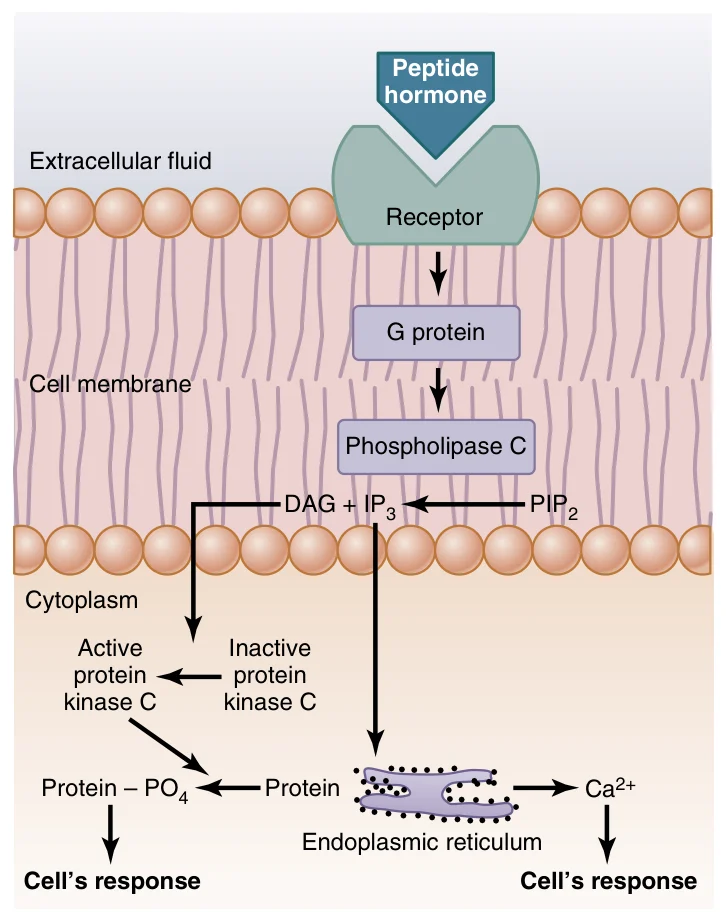 Peptide
hormone
Extracellular fluid
Receptor
G protein
Cell membrane
Phospholipase C
DAG + IP₃
PIP₂
Cytoplasm
Active
protein
kinase C
Inactive
protein
kinase C
Protein – PO₄
Protein
Ca²⁺
Endoplasmic reticulum
Cell’s response
Cell’s response